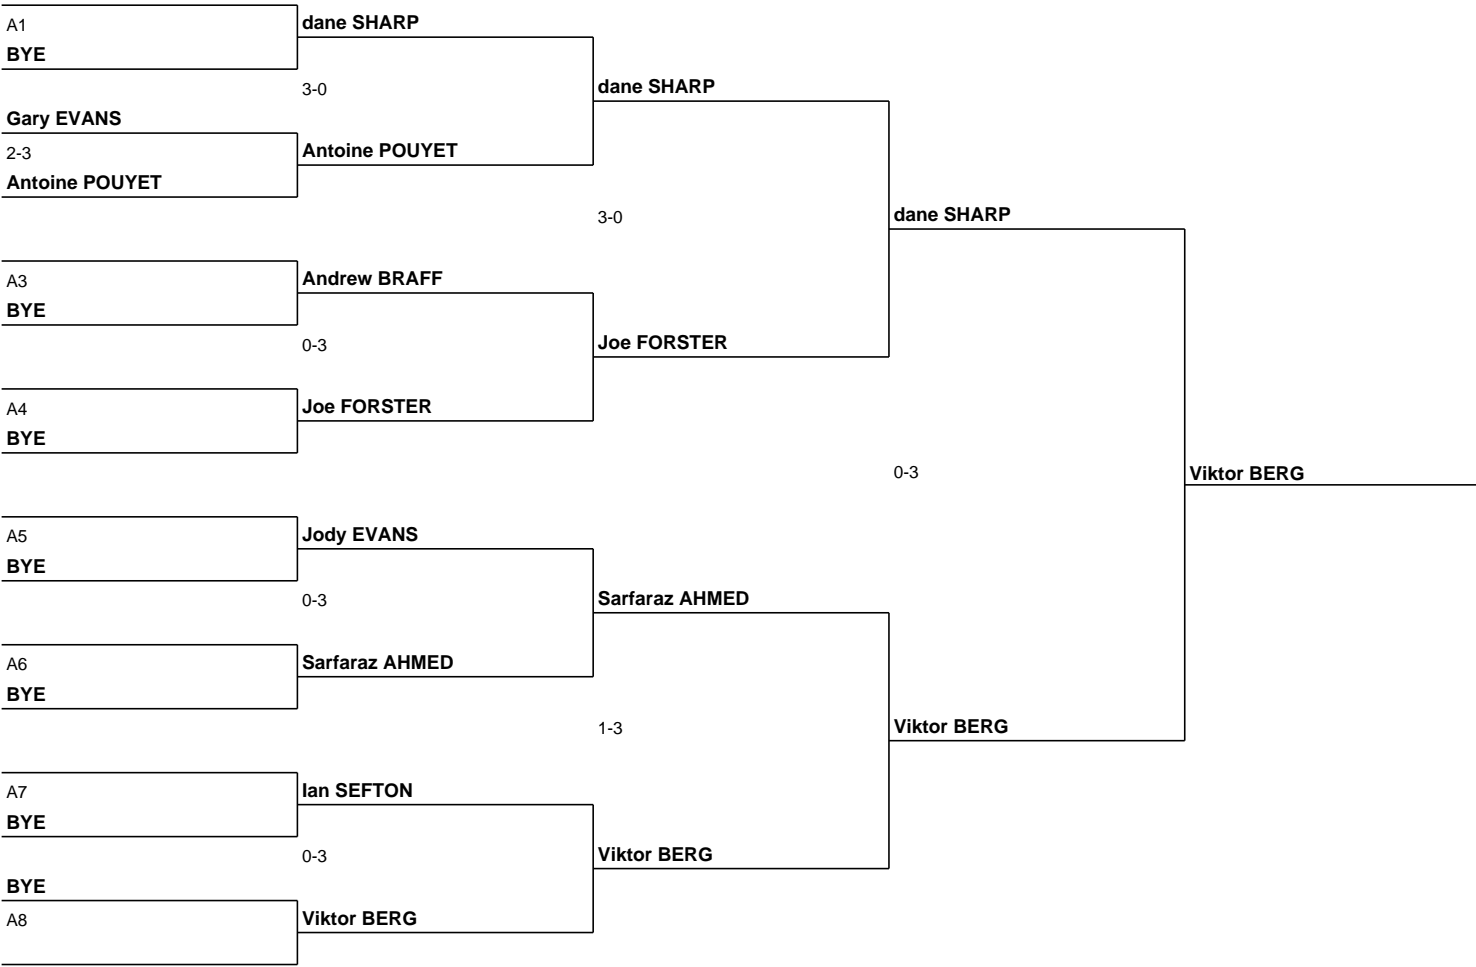 A1
BYE
dane SHARP
3-0
Gary EVANS
2-3
Antoine POUYET
Antoine POUYET
dane SHARP
3-0
A3
BYE
Andrew BRAFF
0-3
A4
BYE
Joe FORSTER
Joe FORSTER
dane SHARP
0-3
Viktor BERG
A5
BYE
Jody EVANS
0-3
A6
BYE
Sarfaraz AHMED
Sarfaraz AHMED
1-3
Viktor BERG
A7
BYE
Ian SEFTON
0-3
BYE
A8
Viktor BERG
Viktor BERG